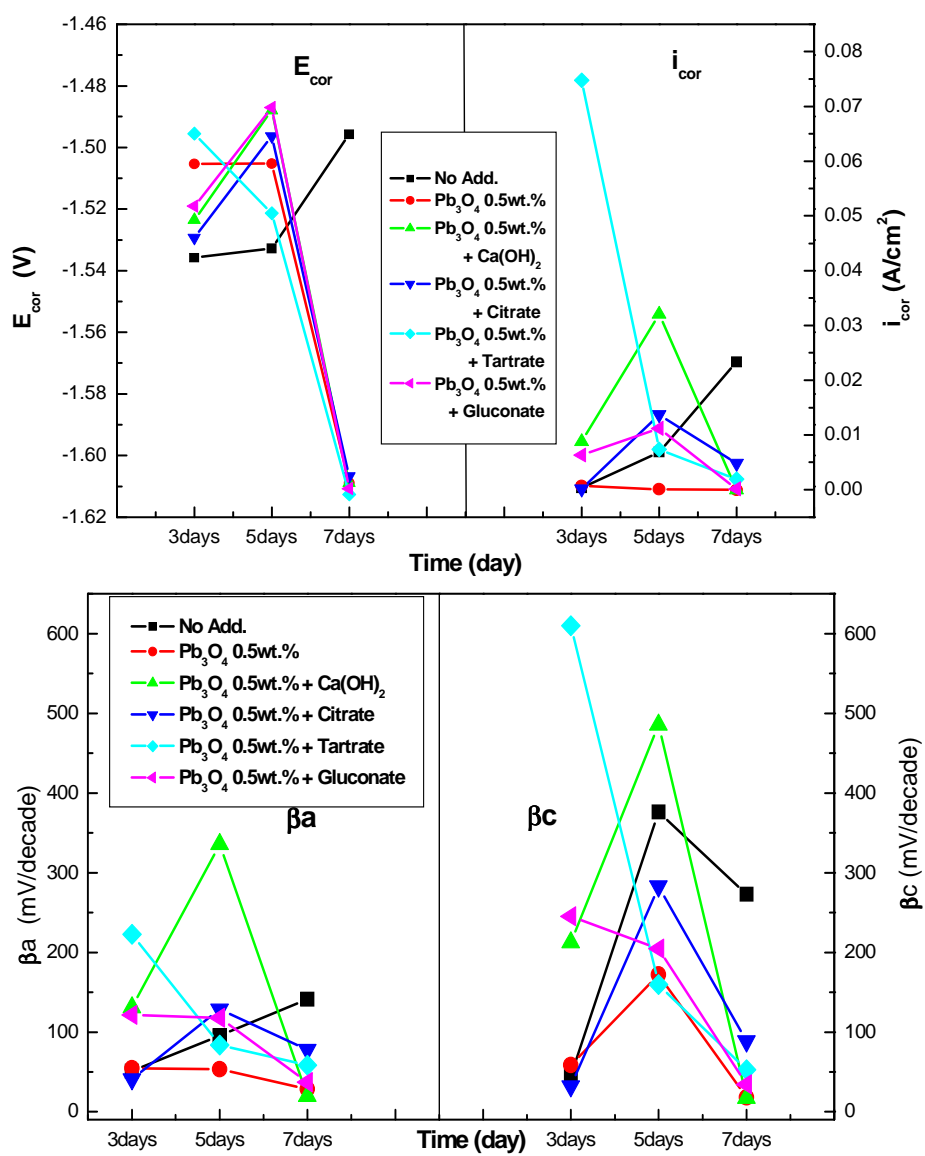 -1.46
-1.48
-1.50
-1.52
-1.54
-1.56
-1.58
-1.60
-1.62
E_cor (V)
E_cor
i_cor
0.08
0.07
0.06
0.05
0.04
0.03
0.02
0.01
0.00
i_cor (A/cm²)
No Add.
Pb₃O₄ 0.5wt.%
Pb₃O₄ 0.5wt.%
+ Ca(OH)₂
Pb₃O₄ 0.5wt.%
+ Citrate
Pb₃O₄ 0.5wt.%
+ Tartrate
Pb₃O₄ 0.5wt.%
+ Gluconate
3days 5days 7days 3days 5days 7days
Time (day)
600
500
400
300
200
100
0
βa (mV/decade)
No Add.
Pb₃O₄ 0.5wt.%
Pb₃O₄ 0.5wt.% + Ca(OH)₂
Pb₃O₄ 0.5wt.% + Citrate
Pb₃O₄ 0.5wt.% + Tartrate
Pb₃O₄ 0.5wt.% + Gluconate
βa
βc
600
500
400
300
200
100
0
βc (mV/decade)
3days 5days 7days 3days 5days 7days
Time (day)